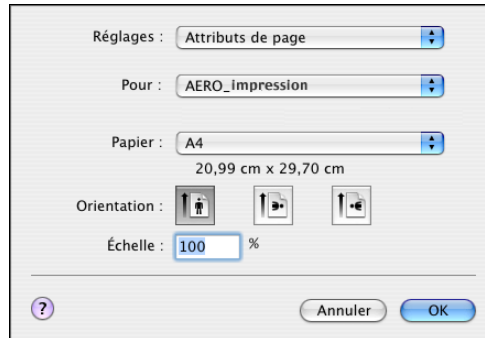 Réglages : Attributs de page
Pour : AERO_impression
Papier : A4
20,99 cm x 29,70 cm
Orientation :
Échelle : 100 %
? Annuler OK